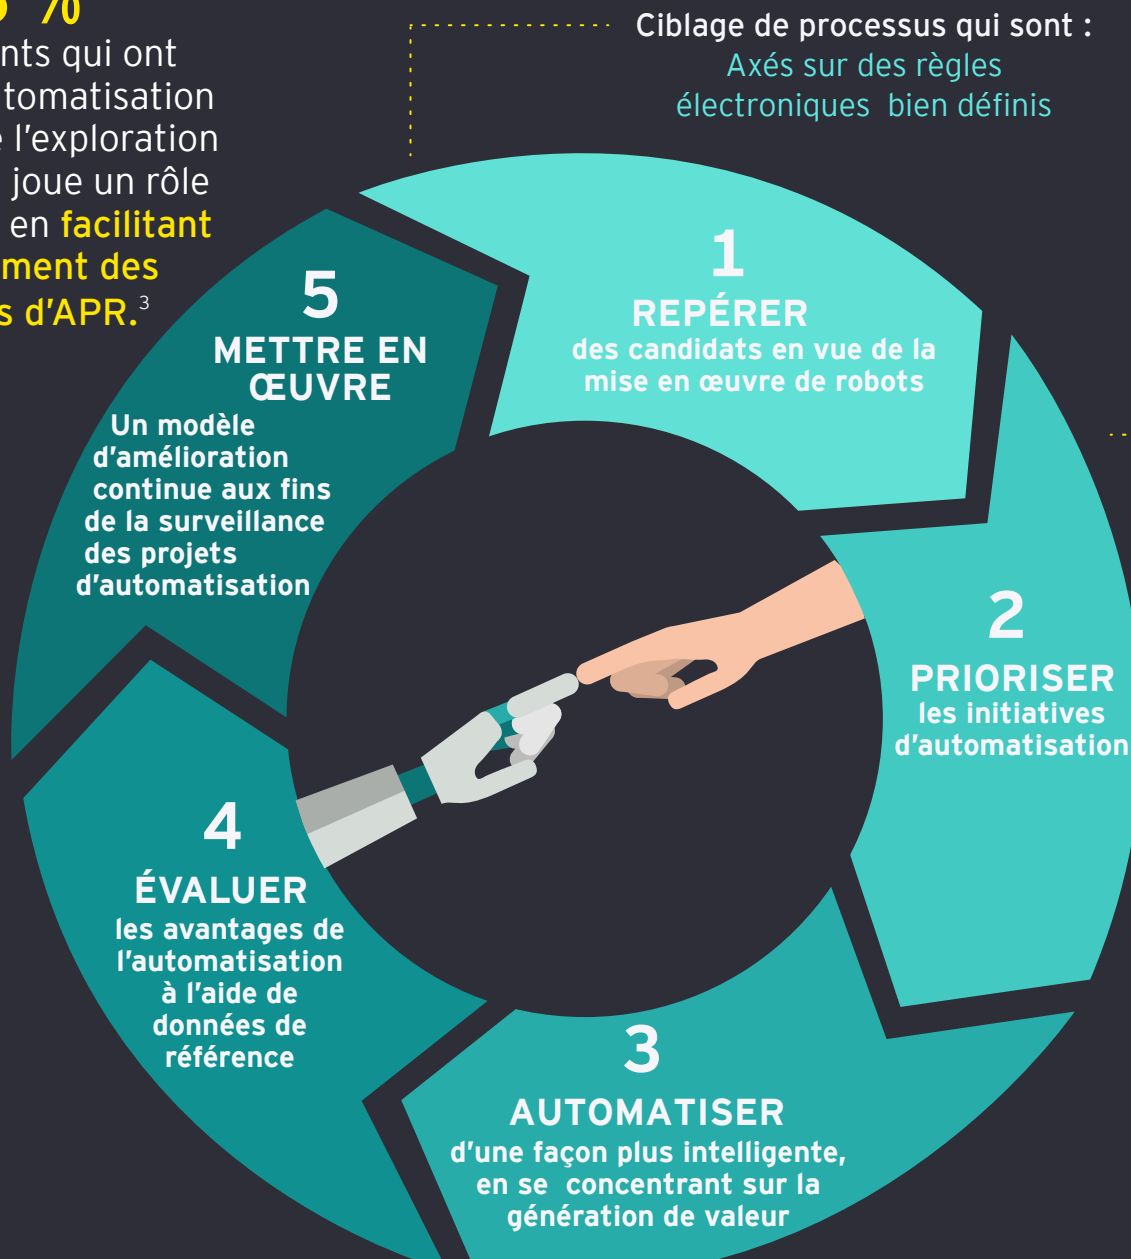 %
qui ont
l'exploration
joue un rôle
en facilitant
des
d'APR.³
Ciblage de processus qui sont :
Axés sur des règles
électroniques bien définis
1
REPÉRER
des candidats en vue de la
mise en œuvre de robots
2
PRIORISER
les initiatives
d'automatisation
3
AUTOMATISER
d'une façon plus intelligente,
en se concentrant sur la
génération de valeur
4
ÉVALUER
les avantages de
l'automatisation
à l'aide de
données de
référence
5
METTRE EN
ŒUVRE
Un modèle
d'amélioration
continue aux fins
de la surveillance
des projets
d'automatisation